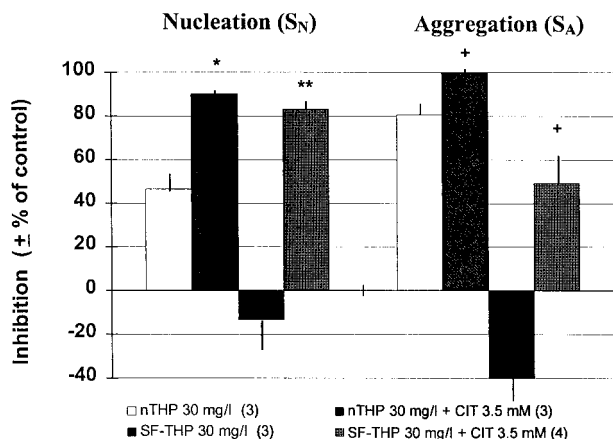 Nucleation (SN) Aggregation (SA)
Inhibition (± % of control)
100
80
60
40
20
0
-20
-40
*
**
+
+
nTHP 30 mg/l (3)
nTHP 30 mg/l + CIT 3.5 mM (3)
SF-THP 30 mg/l (3)
SF-THP 30 mg/l + CIT 3.5 mM (4)